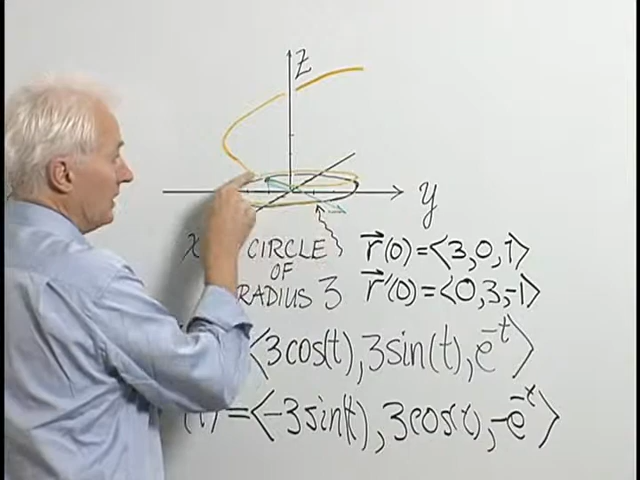 Z
y
x
CIRCLE
OF
RADIUS 3
r⃗(0)=<3,0,1>
r⃗'(0)=<0,3,-1>
<3cos(t),3sin(t),e^-t>
(t)=<-3sin(t),3cos(t),-e^-t>